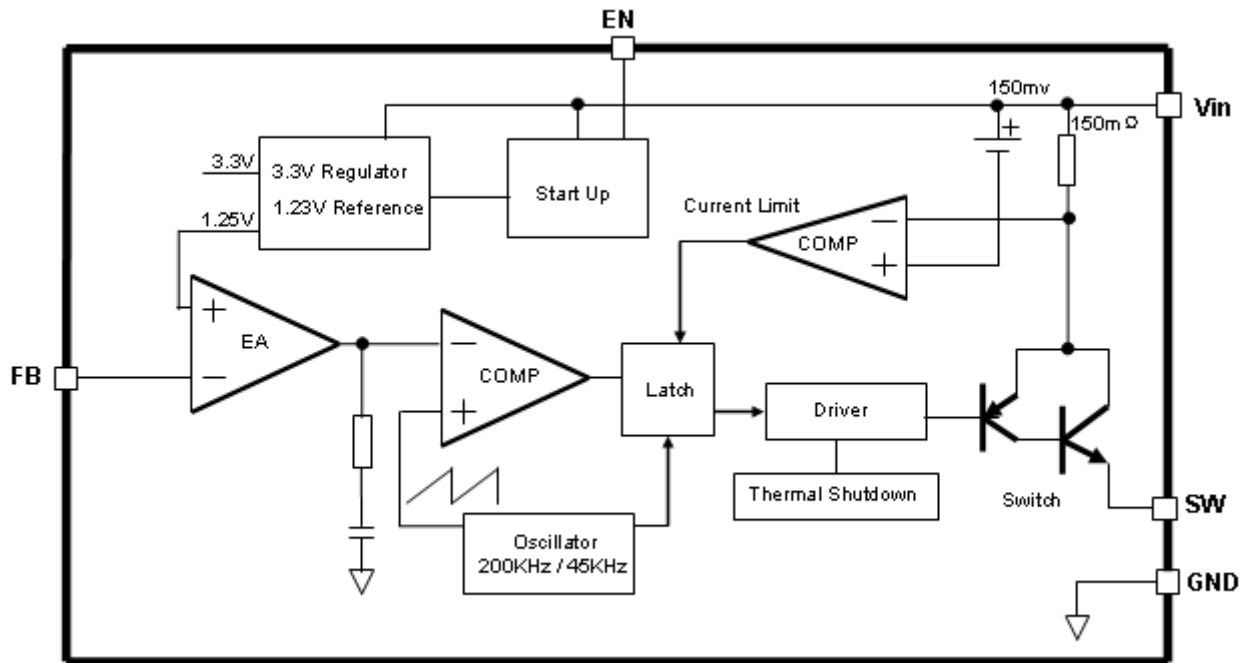 EN
150mv
Vin
150mΩ
3.3V
3.3V Regulator
1.23V Reference
Start Up
1.25V
Current Limit
−
COMP
+
+
+
EA
−
FB
−
COMP
+
Latch
Driver
Thermal Shutdown
Switch
SW
Oscillator
200KHz / 45KHz
GND